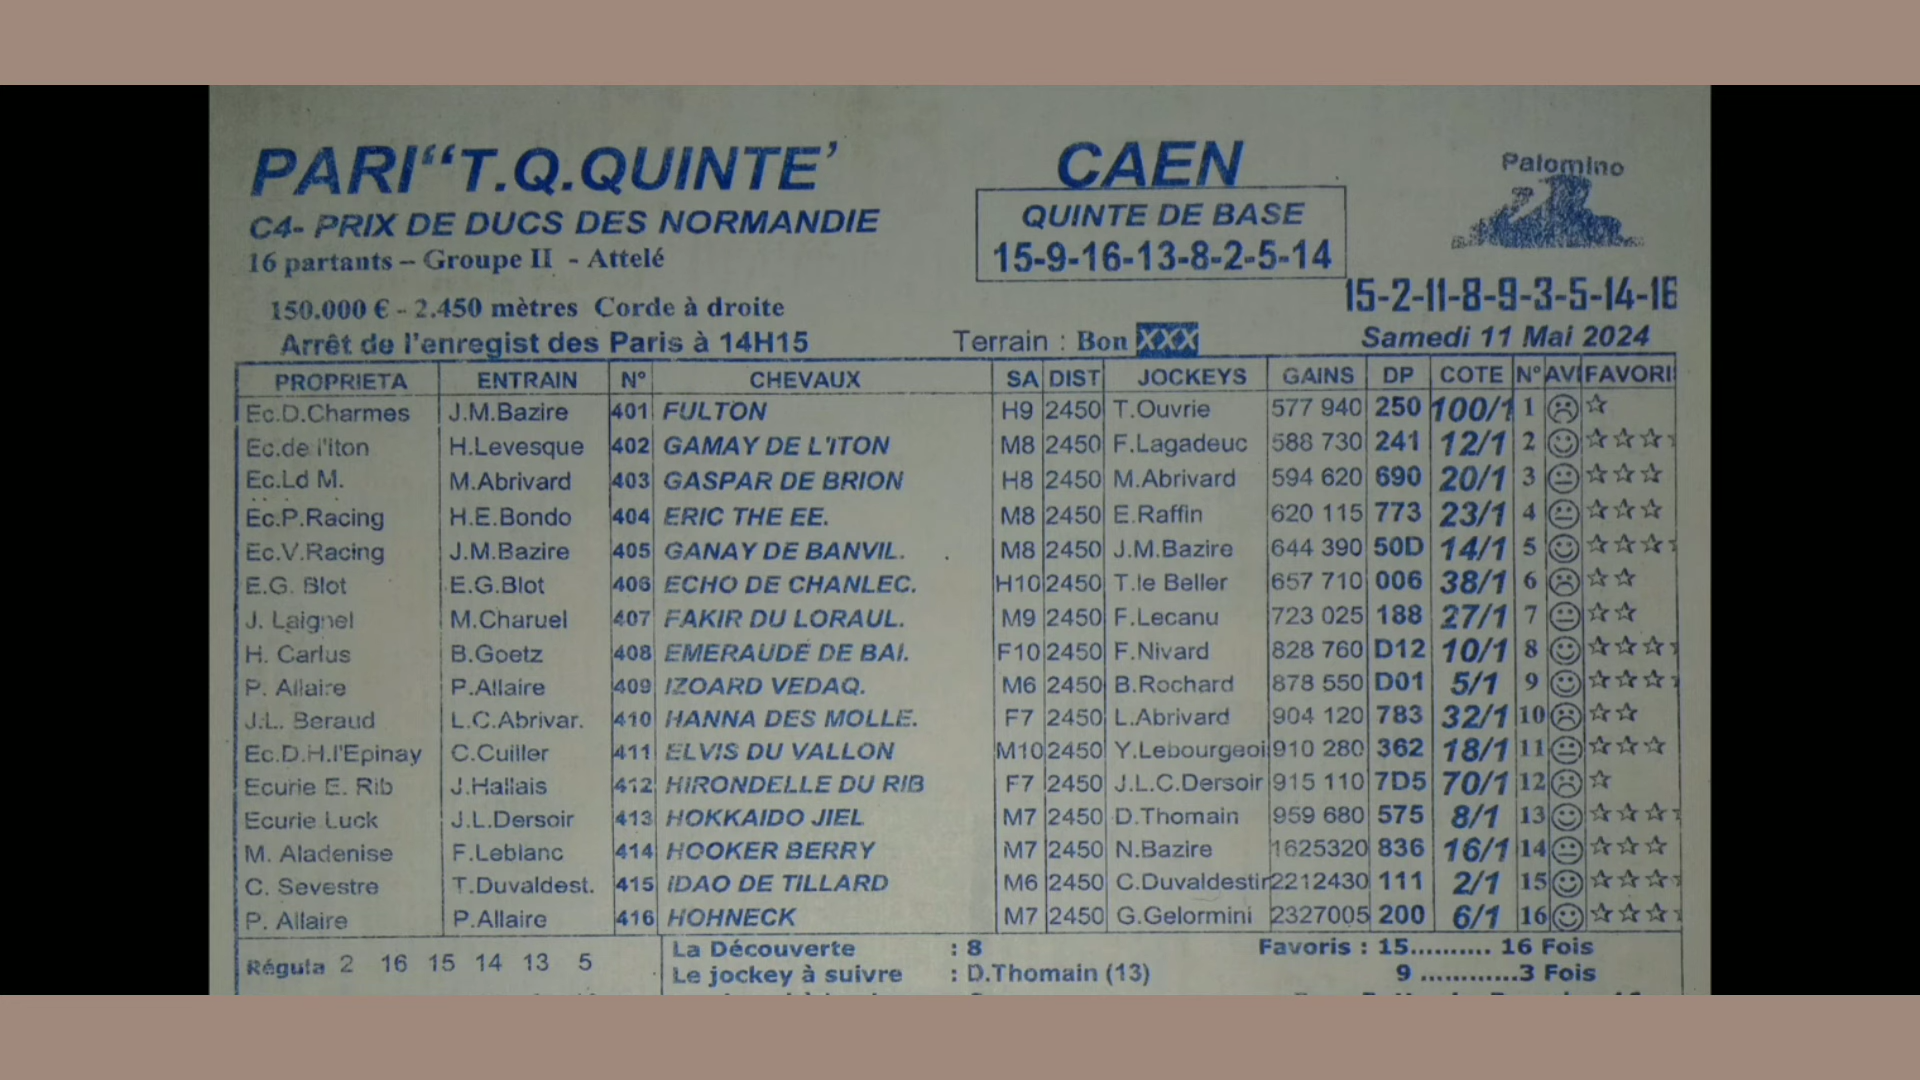 PARI“T.Q.QUINTE’
CAEN
Palomino
C4- PRIX DE DUCS DES NORMANDIE
QUINTE DE BASE
16 partants – Groupe II - Attelé
15-9-16-13-8-2-5-14
150.000 € - 2.450 mètres Corde à droite
15-2-11-8-9-3-5-14-16
Arrêt de l'enregist des Paris à 14H15
Terrain : Bon XXX
Samedi 11 Mai 2024
PROPRIETA ENTRAIN N° CHEVAUX SA DIST JOCKEYS GAINS DP COTE N° AVI FAVORI
Ec.D.Charmes J.M.Bazire 401 FULTON H9 2450 T.Ouvrie 577 940 250 100/1 1
Ec.de l'iton H.Levesque 402 GAMAY DE L'ITON M8 2450 F.Lagadeuc 588 730 241 12/1 2
Ec.Ld M. M.Abrivard 403 GASPAR DE BRION H8 2450 M.Abrivard 594 620 690 20/1 3
Ec.P.Racing H.E.Bondo 404 ERIC THE EE. M8 2450 E.Raffin 620 115 773 23/1 4
Ec.V.Racing J.M.Bazire 405 GANAY DE BANVIL. M8 2450 J.M.Bazire 644 390 50D 14/1 5
E.G. Blot E.G.Blot 406 ECHO DE CHANLEC. H10 2450 T.le Beller 657 710 006 38/1 6
J. Laignel M.Charuel 407 FAKIR DU LORAUL. M9 2450 F.Lecanu 723 025 188 27/1 7
H. Carlus B.Goetz 408 EMERAUDE DE BAI. F10 2450 F.Nivard 828 760 D12 10/1 8
P. Allaire P.Allaire 409 IZOARD VEDAQ. M6 2450 B.Rochard 878 550 D01 5/1 9
J.L. Beraud L.C.Abrivar. 410 HANNA DES MOLLE. F7 2450 L.Abrivard 904 120 783 32/1 10
Ec.D.H.l'Epinay C.Cuiller 411 ELVIS DU VALLON M10 2450 Y.Lebourgeoi 910 280 362 18/1 11
Ecurie E. Rib J.Hallais 412 HIRONDELLE DU RIB F7 2450 J.L.C.Dersoir 915 110 7D5 70/1 12
Ecurie Luck J.L.Dersoir 413 HOKKAIDO JIEL M7 2450 D.Thomain 959 680 575 8/1 13
M. Aladenise F.Leblanc 414 HOOKER BERRY M7 2450 N.Bazire 1625320 836 16/1 14
C. Sevestre T.Duvaldest. 415 IDAO DE TILLARD M6 2450 C.Duvaldestir 2212430 111 2/1 15
P. Allaire P.Allaire 416 HOHNECK M7 2450 G.Gelormini 2327005 200 6/1 16
Régula 2 16 15 14 13 5
La Découverte : 8
Favoris : 15.......... 16 Fois
Le jockey à suivre : D.Thomain (13)
9 ............3 Fois